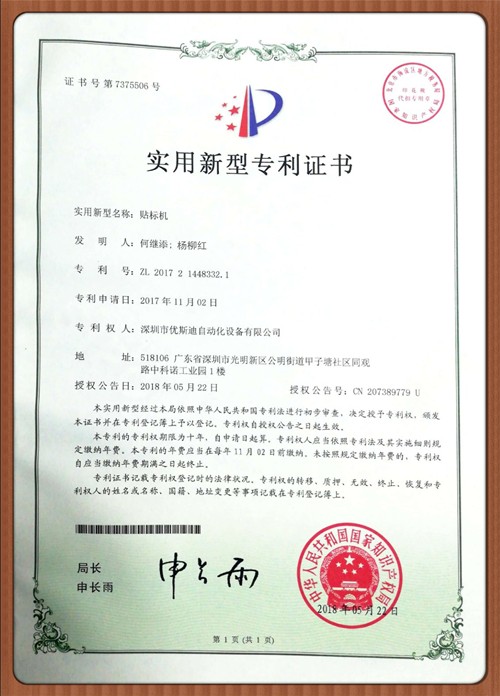 证书号第7375506号
实用新型专利证书
实用新型名称：贴标机
发明人：何继添;杨柳红
专利号：ZL 2017 2 1448332.1
专利申请日：2017年11月02日
专利权人：深圳市优斯迪自动化设备有限公司
地址：518106 广东省深圳市光明新区公明街道甲子塘社区同观
路中科诺工业园1楼
授权公告日：2018年05月22日 授权公告号：CN 207389779 U
本实用新型经过本局依照中华人民共和国专利法进行初步审查，决定授予专利权，颁发
本证书并在专利登记簿上予以登记。专利权自授权公告之日起生效。
本专利的专利权期限为十年，自申请日起算。专利权人应当依照专利法及其实施细则规
定缴纳年费。本专利的年费应当在每年11月02日前缴纳。未按照规定缴纳年费的，专利权
自应当缴纳年费期满之日起终止。
专利证书记载专利权登记时的法律状况。专利权的转移、质押、无效、终止、恢复和专
利权人的姓名或名称、国籍、地址变更等事项记载在专利登记簿上。
局长
申长雨
申长雨
中华人民共和国国家知识产权局
2018年05月22日
第1页（共1页）